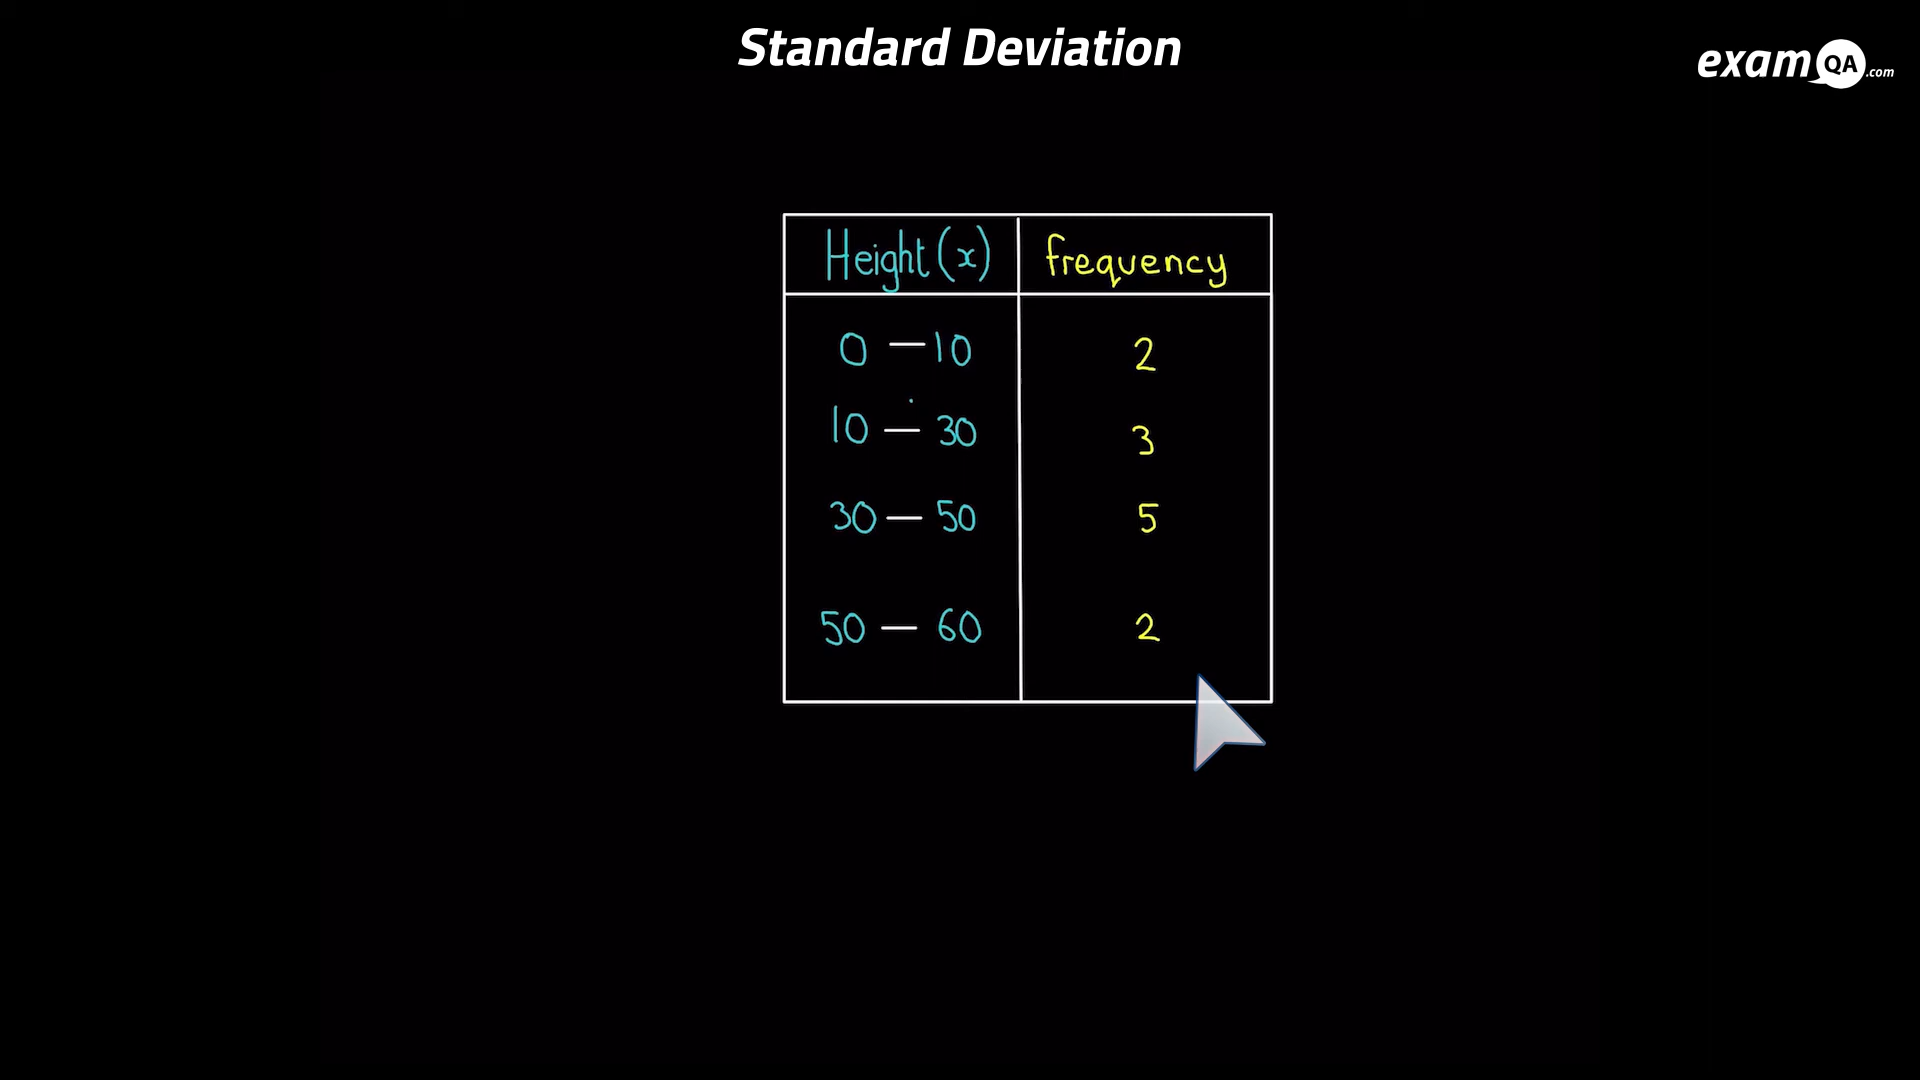 Standard Deviation
examQA.com
Height (x) frequency
0 — 10 2
10 — 30 3
30 — 50 5
50 — 60 2